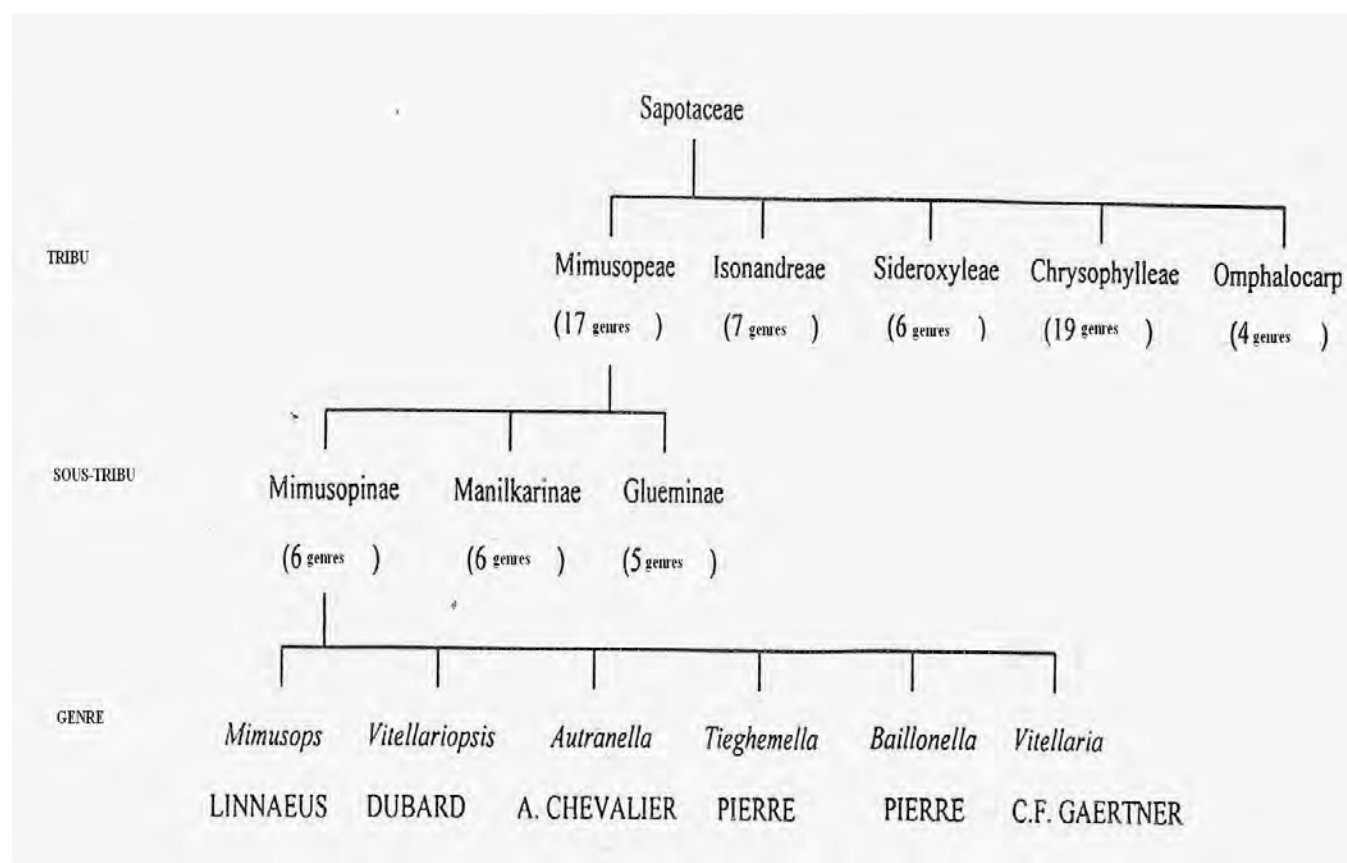 Sapotaceae
TRIBU
Mimusopeae Isonandreae Sideroxyleae Chrysophylleae Omphalocarp
(17 genres ) (7 genres ) (6 genres ) (19 genres ) (4 genres )
SOUS-TRIBU
Mimusopinae Manilkarinae Glueminae
(6 genres ) (6 genres ) (5 genres )
GENRE
Mimusops Vitellariopsis Autranella Tieghemella Baillonella Vitellaria
LINNAEUS DUBARD A. CHEVALIER PIERRE PIERRE C.F. GAERTNER